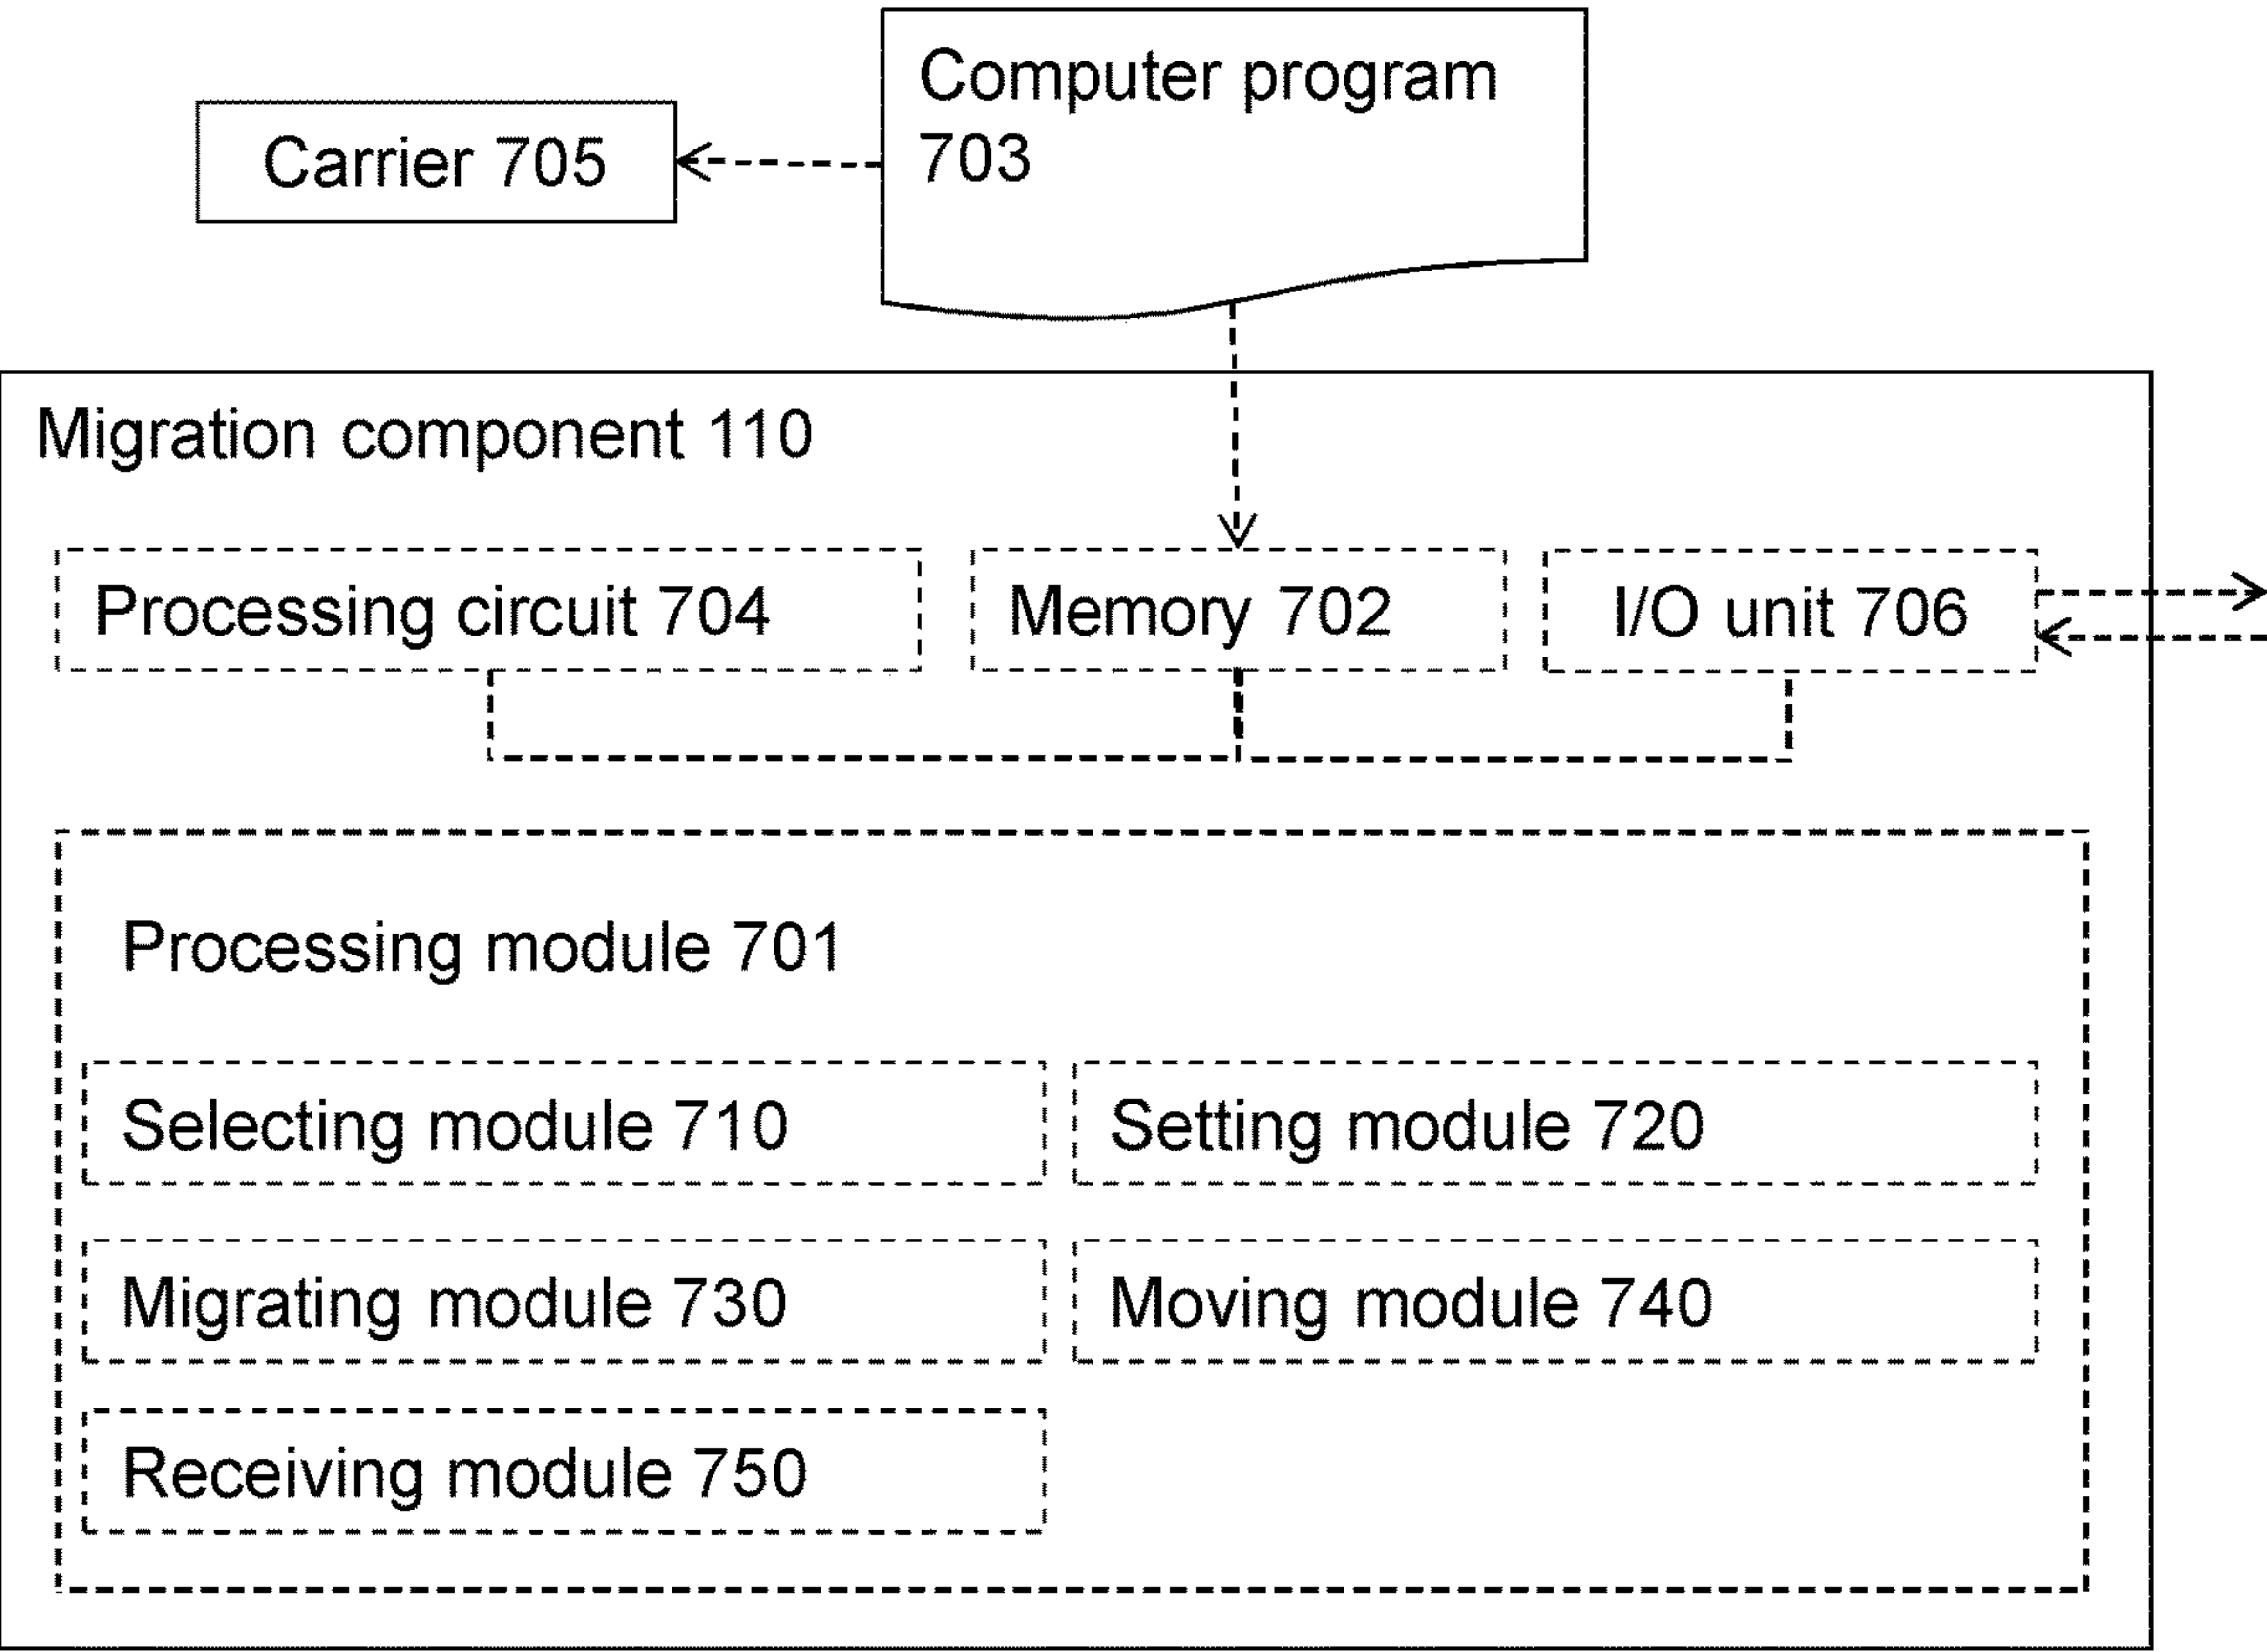 Computer program
703
Carrier 705
Migration component 110
Processing circuit 704
Memory 702
I/O unit 706
Processing module 701
Selecting module 710
Setting module 720
Migrating module 730
Moving module 740
Receiving module 750